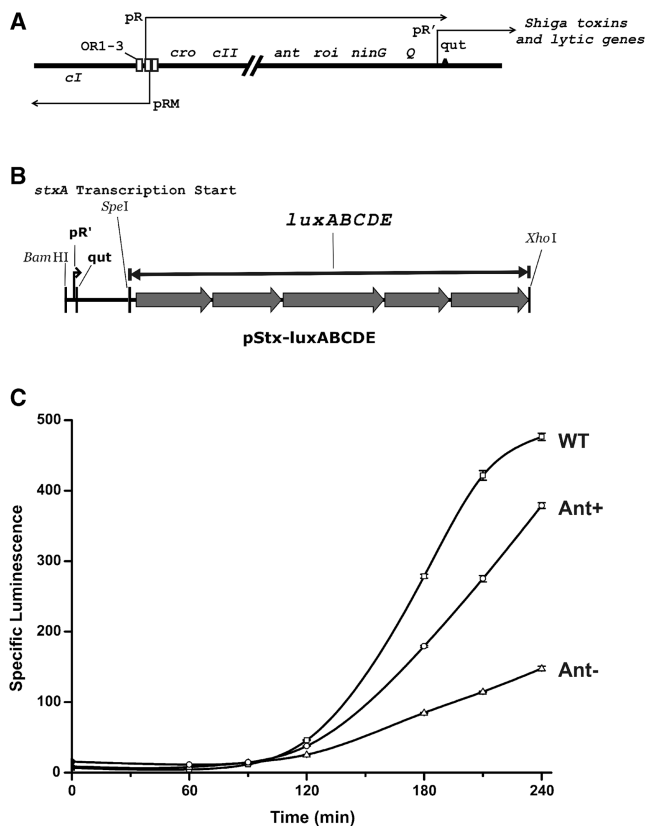 A
pR
pR'
Shiga toxins
and lytic genes
OR1-3
cro cII ant roi ninG Q
qut
cI
pRM
B
stxA Transcription Start
SpeI
luxABCDE
XhoI
pR'
BamHI
qut
pStx-luxABCDE
C
500
400
300
200
100
0
Specific Luminescence
WT
Ant+
Ant-
0 60 120 180 240
Time (min)